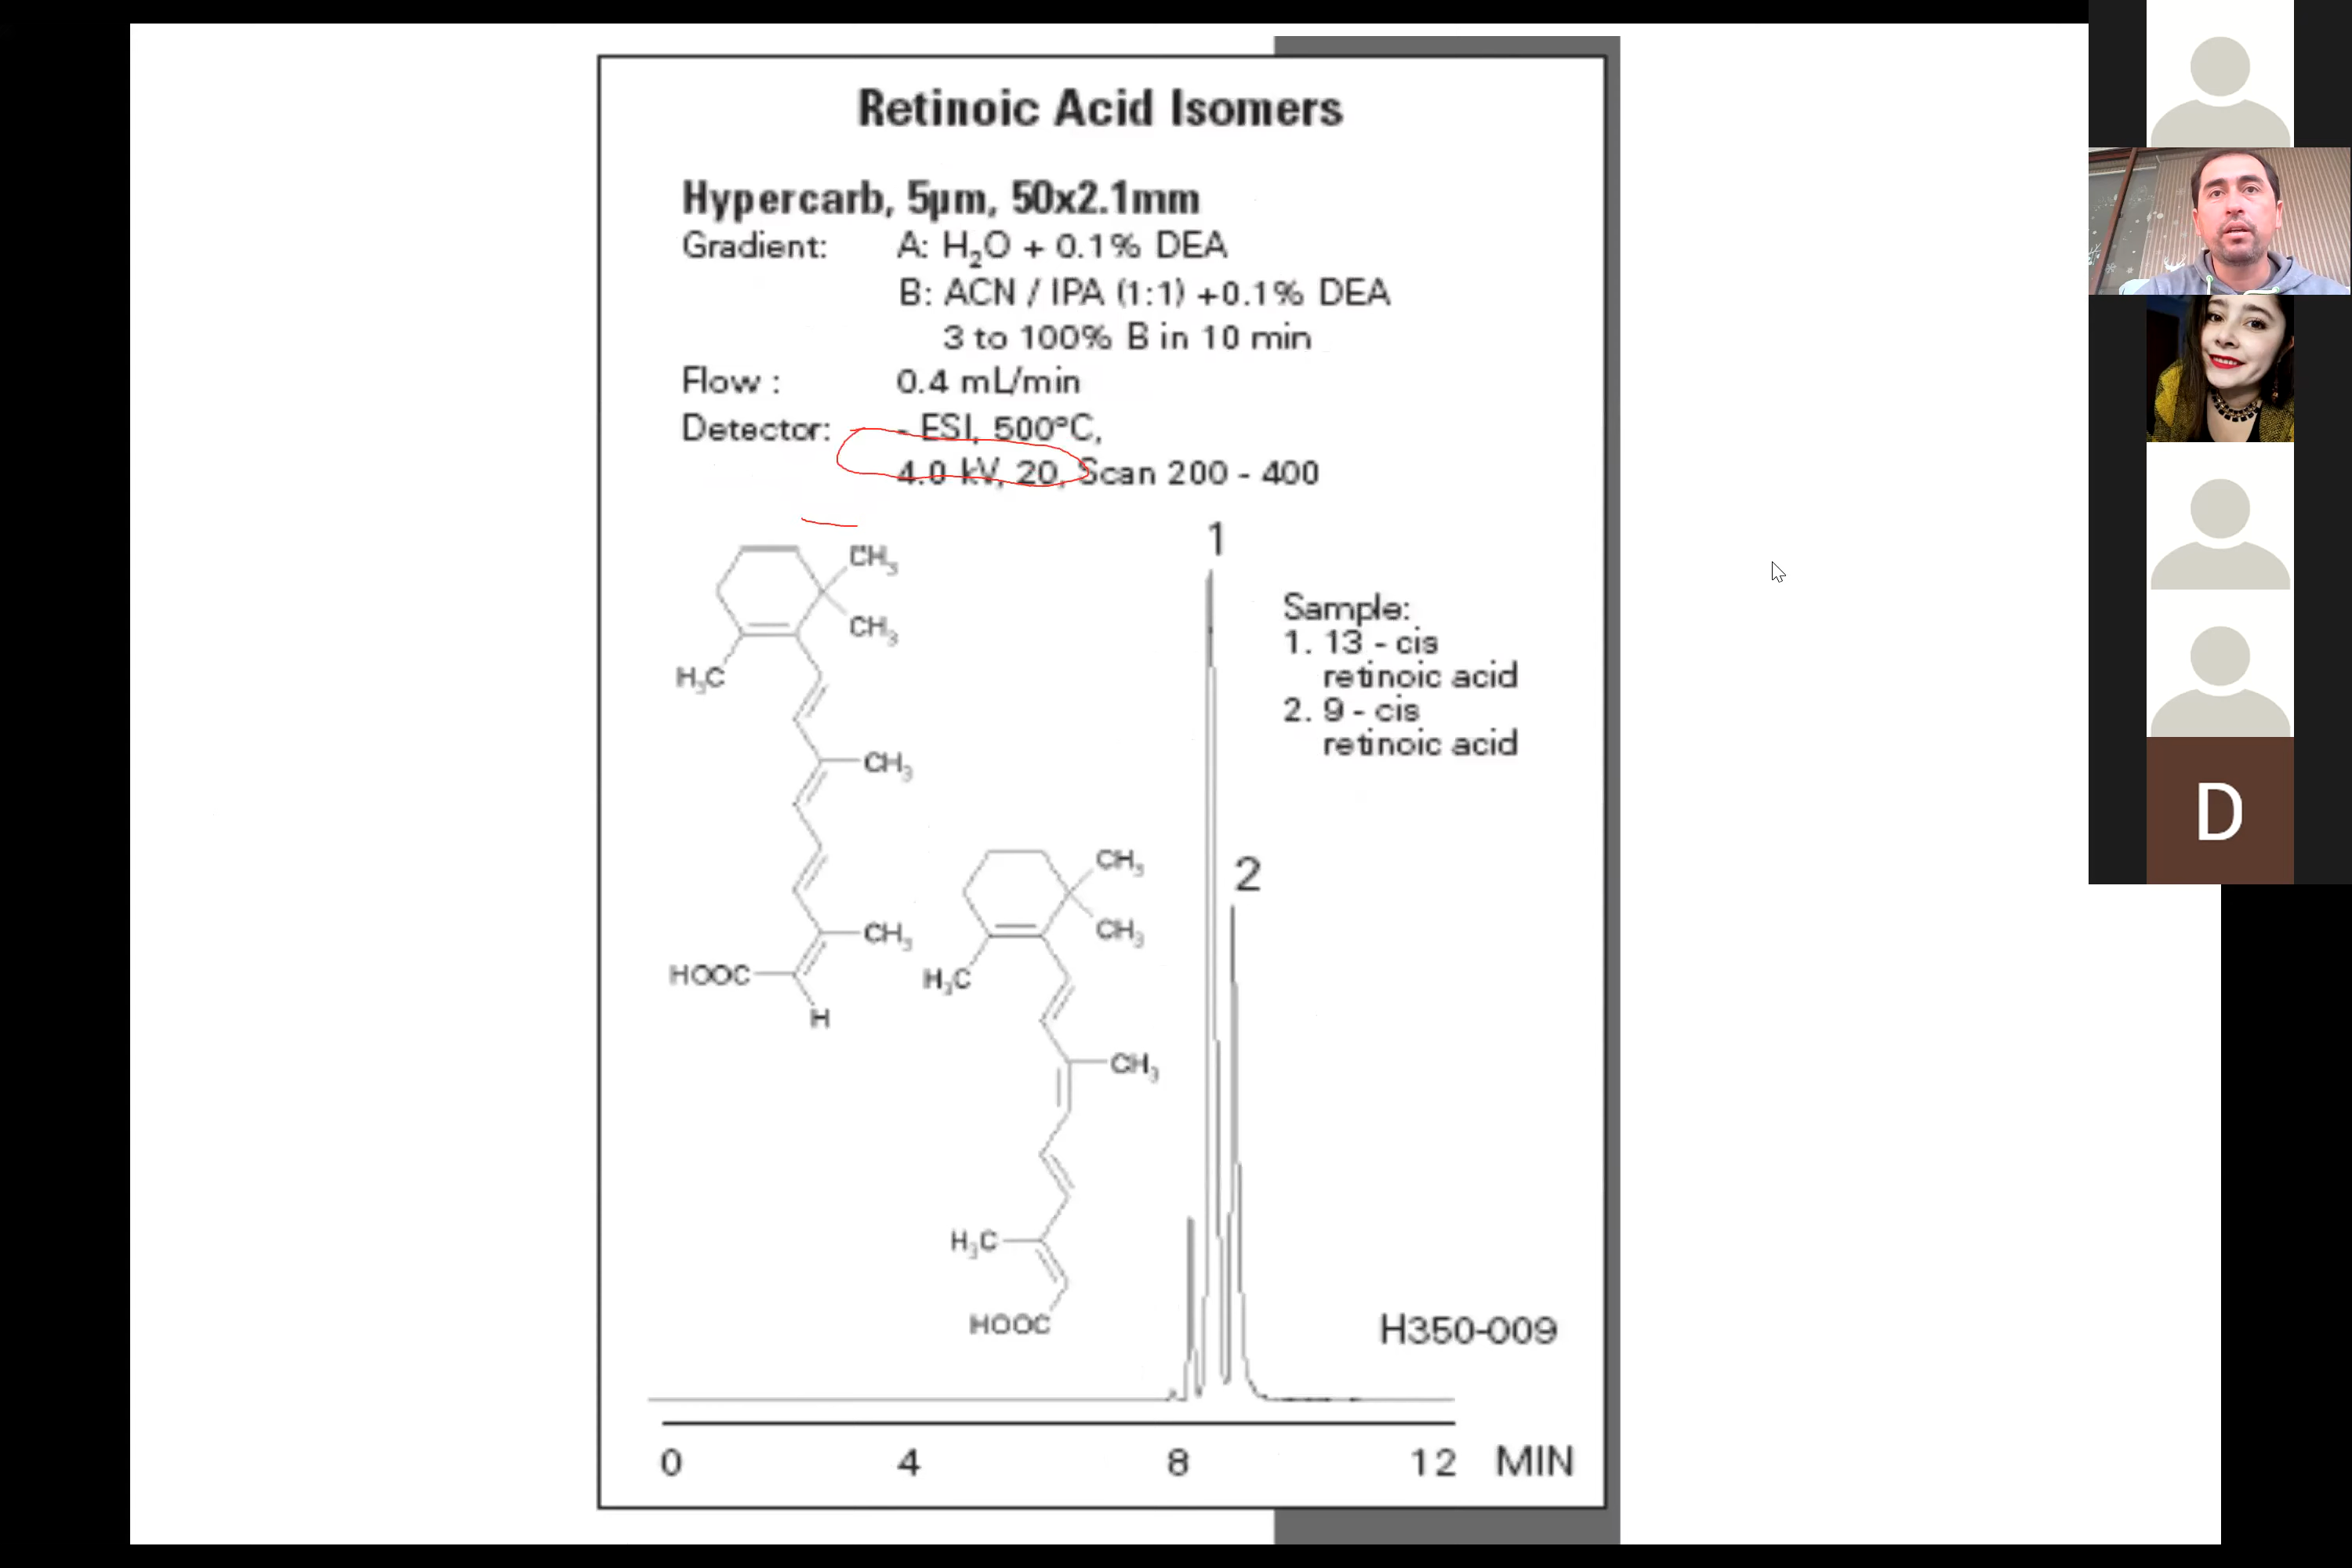 Retinoic Acid Isomers
Hypercarb, 5µm, 50x2.1mm
Gradient: A: H₂O + 0.1% DEA
B: ACN / IPA (1:1) +0.1% DEA
3 to 100% B in 10 min
Flow : 0.4 mL/min
Detector: - ESI, 500°C,
4.0 kV, 20, Scan 200 - 400
CH₃
CH₃
H₃C
CH₃
CH₃
HOOC
H
CH₃
CH₃
H₃C
CH₃
H₃C
HOOC
1
2
Sample:
1. 13 - cis
retinoic acid
2. 9 - cis
retinoic acid
H350-009
0 4 8 12 MIN
D